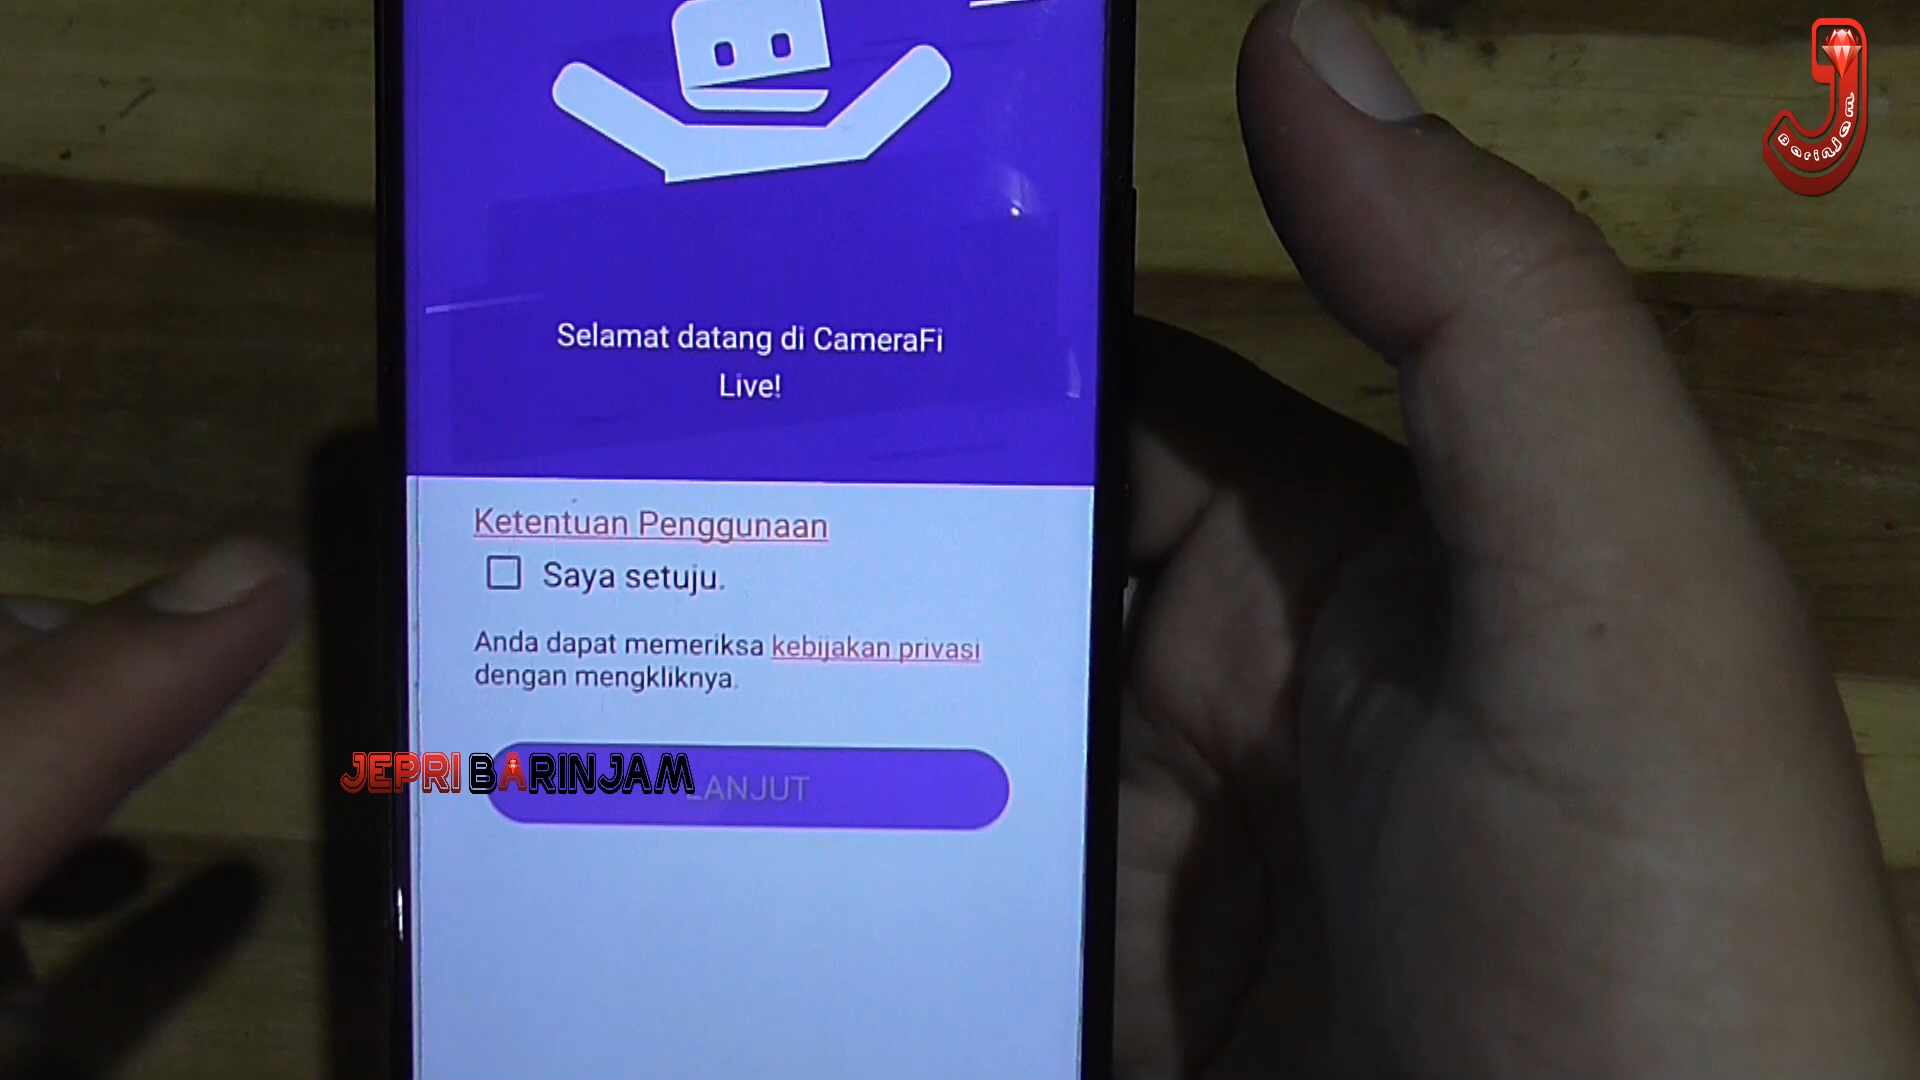 Barinjam
Selamat datang di CameraFi
Live!
Ketentuan Penggunaan
Saya setuju.
Anda dapat memeriksa kebijakan privasi
dengan mengkliknya.
JEPRI BARINJAM
LANJUT